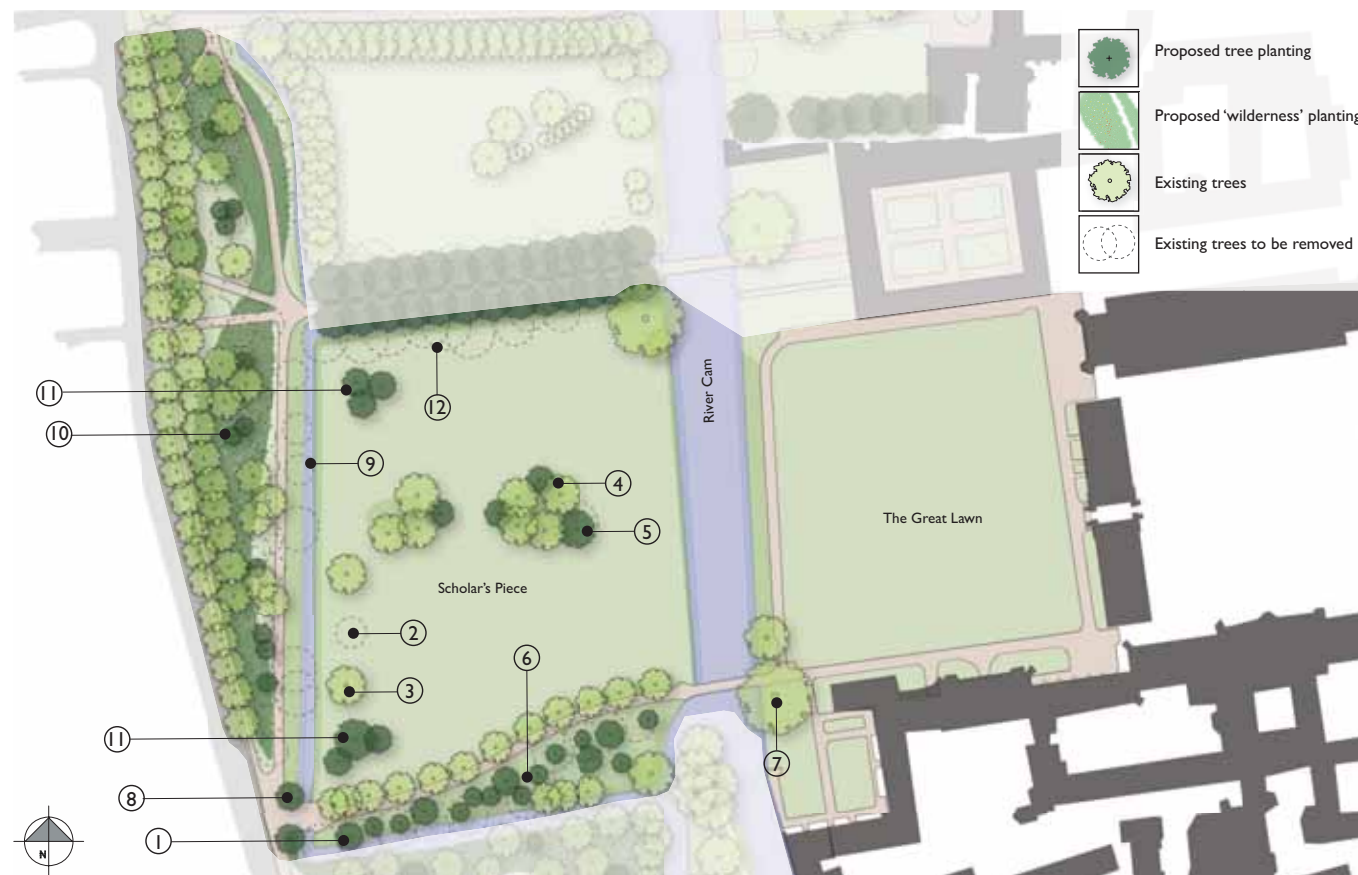 Proposed tree planting
Proposed 'wilderness' planting
Existing trees
Existing trees to be removed
River Cam
11
12
10
9
4
The Great Lawn
5
Scholar's Piece
2
6
3
11
7
8
1
N